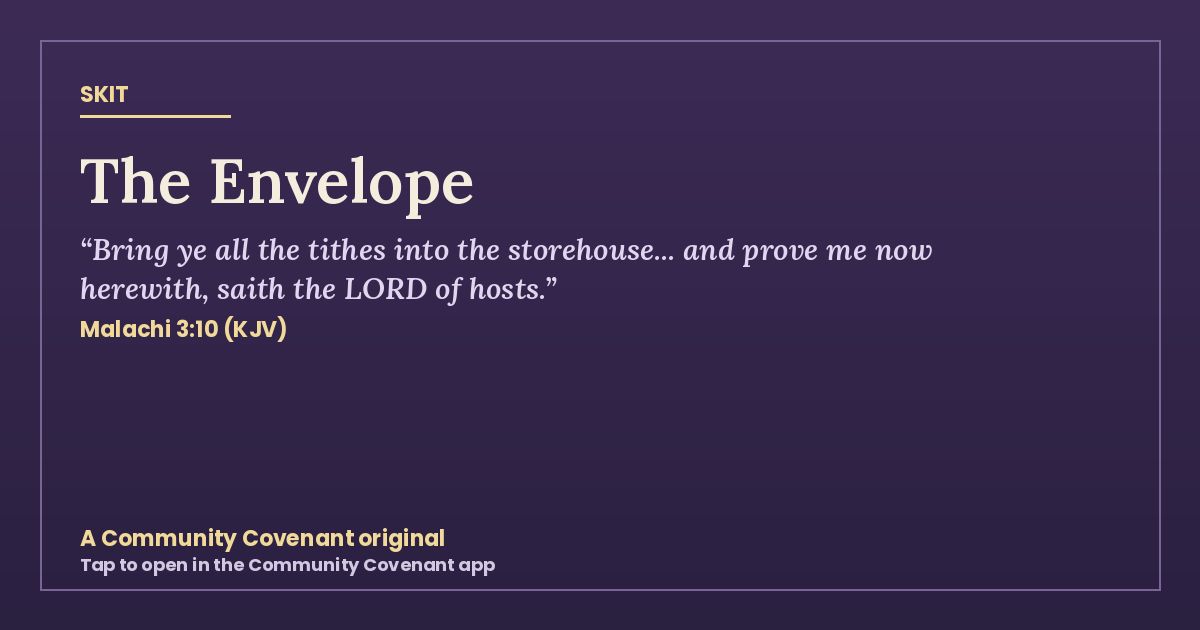 SKIT
The Envelope
“Bring ye all the tithes into the storehouse... and prove me now
herewith, saith the LORD of hosts.”
Malachi 3:10 (KJV)
A Community Covenant original
Tap to open in the Community Covenant app